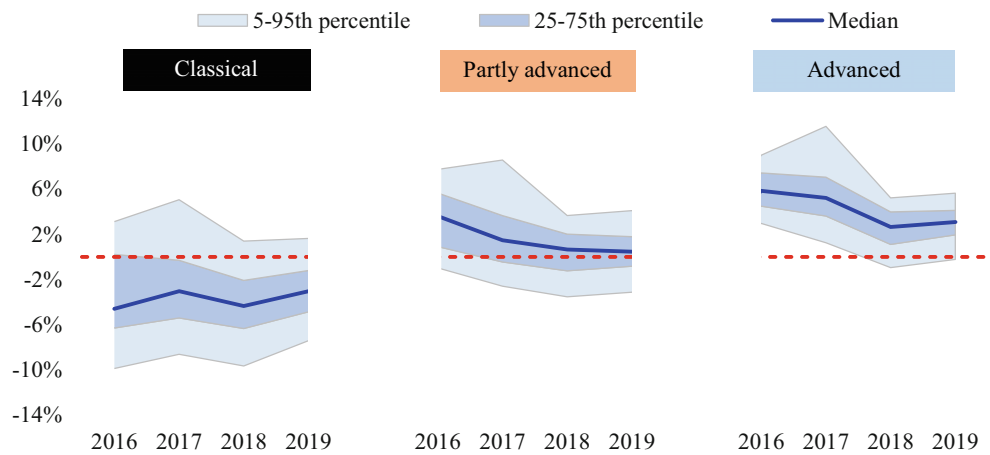 5-95th percentile 25-75th percentile Median
Classical Partly advanced Advanced
14%
10%
6%
2%
-2%
-6%
-10%
-14%
2016 2017 2018 2019 2016 2017 2018 2019 2016 2017 2018 2019